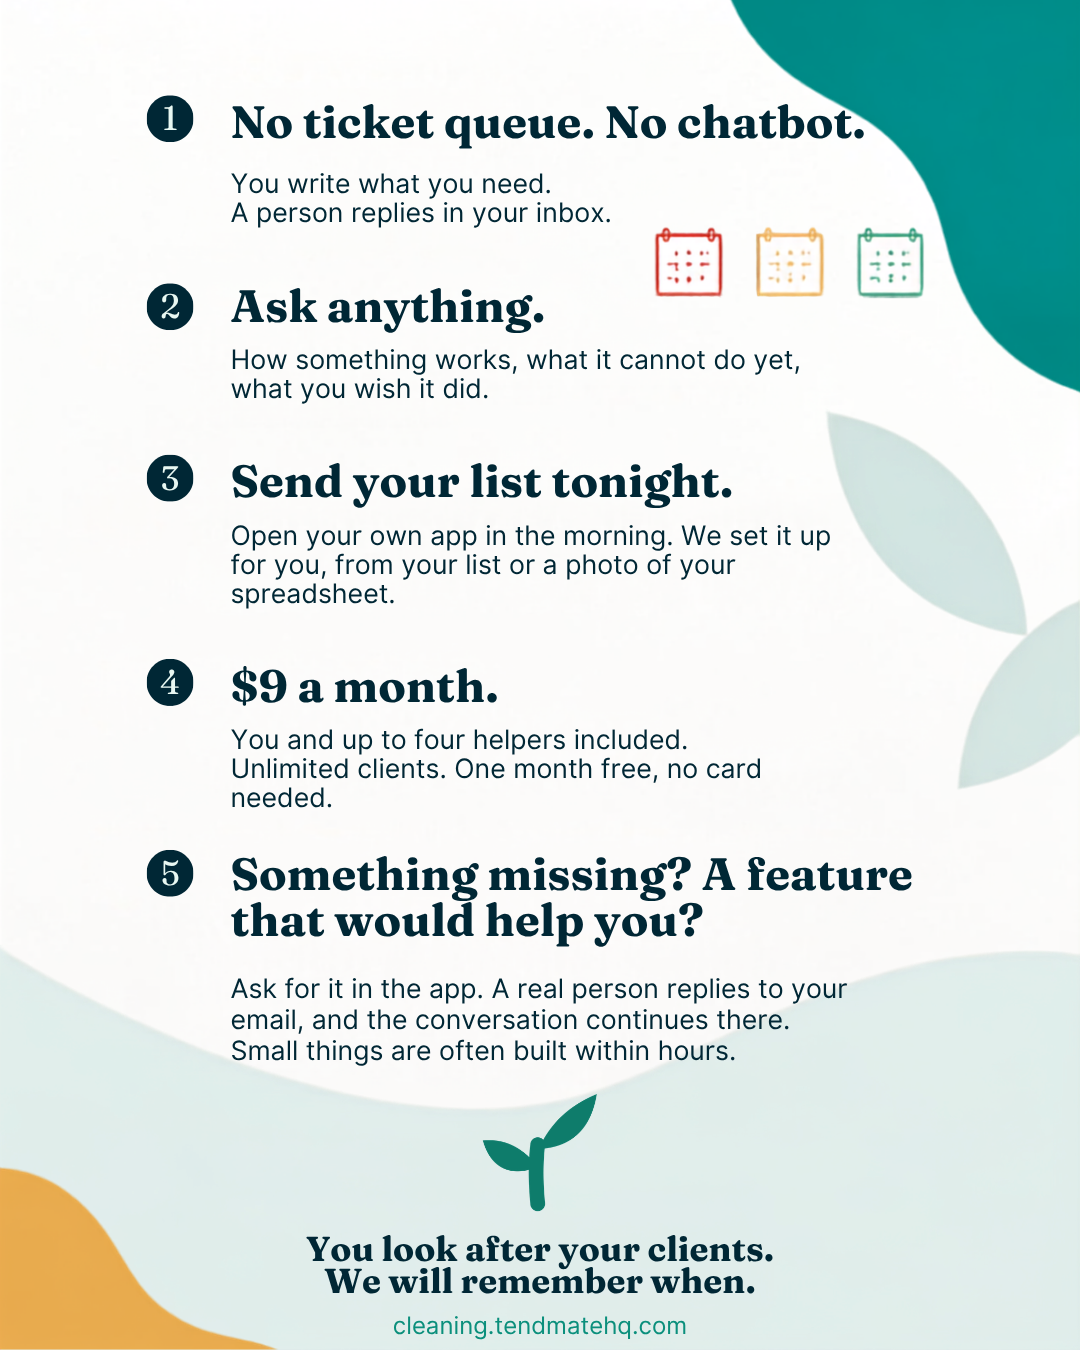 1 No ticket queue. No chatbot.
You write what you need.
A person replies in your inbox.
2 Ask anything.
How something works, what it cannot do yet,
what you wish it did.
3 Send your list tonight.
Open your own app in the morning. We set it up
for you, from your list or a photo of your
spreadsheet.
4 $9 a month.
You and up to four helpers included.
Unlimited clients. One month free, no card
needed.
5 Something missing? A feature
that would help you?
Ask for it in the app. A real person replies to your
email, and the conversation continues there.
Small things are often built within hours.
You look after your clients.
We will remember when.
cleaning.tendmatehq.com